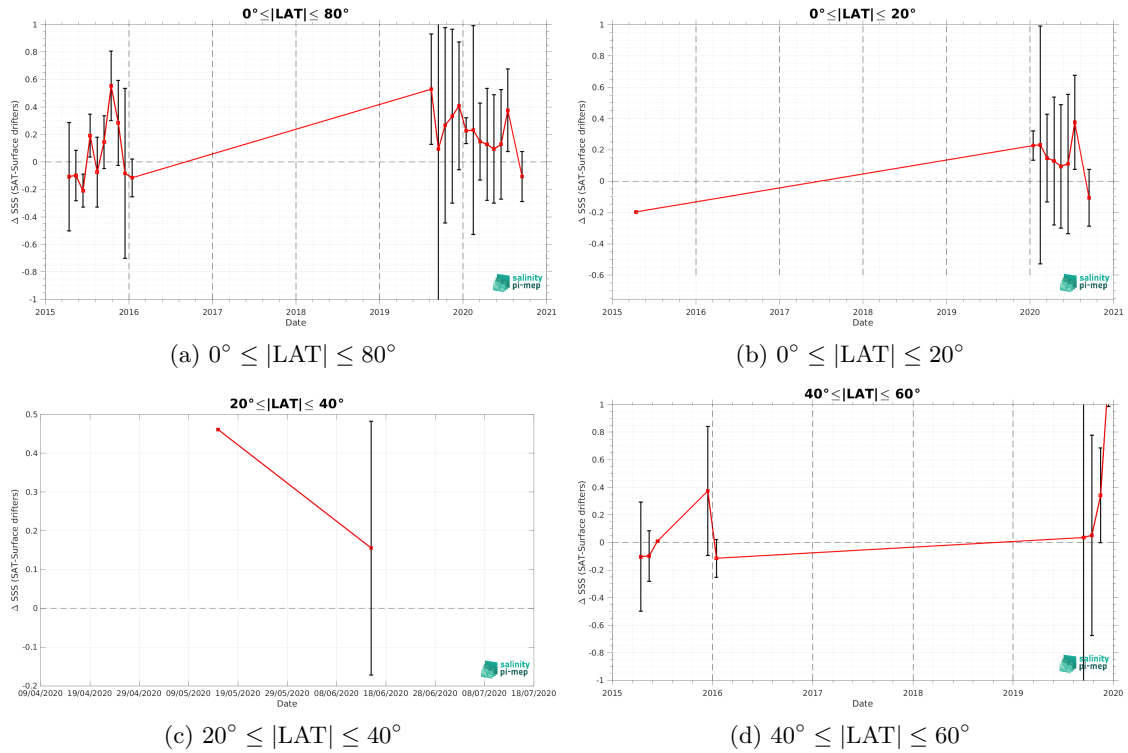 0°≤|LAT|≤ 80°
Δ SSS (SAT-Surface drifters)
1
0.8
0.6
0.4
0.2
0
-0.2
-0.4
-0.6
-0.8
-1
2015 2016 2017 2018 2019 2020 2021
Date
salinity
pi-mep
(a) 0° ≤ |LAT| ≤ 80°
0°≤|LAT|≤ 20°
Δ SSS (SAT-Surface drifters)
1
0.8
0.6
0.4
0.2
0
-0.2
-0.4
-0.6
2015 2016 2017 2018 2019 2020 2021
Date
salinity
pi-mep
(b) 0° ≤ |LAT| ≤ 20°
20°≤|LAT|≤ 40°
Δ SSS (SAT-Surface drifters)
0.5
0.4
0.3
0.2
0.1
0
-0.1
-0.2
09/04/2020 19/04/2020 29/04/2020 09/05/2020 19/05/2020 29/05/2020 08/06/2020 18/06/2020 28/06/2020 08/07/2020 18/07/2020
Date
salinity
pi-mep
(c) 20° ≤ |LAT| ≤ 40°
40°≤|LAT|≤ 60°
Δ SSS (SAT-Surface drifters)
1
0.8
0.6
0.4
0.2
0
-0.2
-0.4
-0.6
-0.8
-1
2015 2016 2017 2018 2019 2020
Date
salinity
pi-mep
(d) 40° ≤ |LAT| ≤ 60°